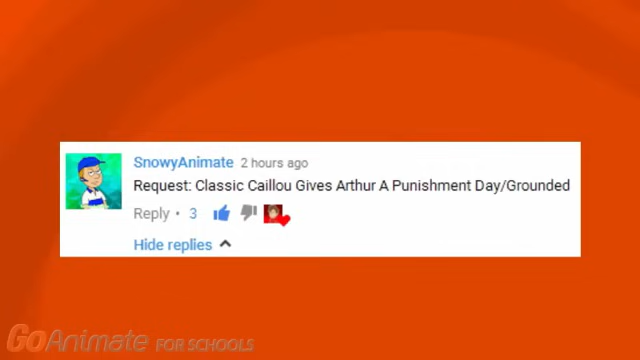 SnowyAnimate 2 hours ago
Request: Classic Caillou Gives Arthur A Punishment Day/Grounded
Reply • 3
Hide replies
GoAnimate FOR SCHOOLS